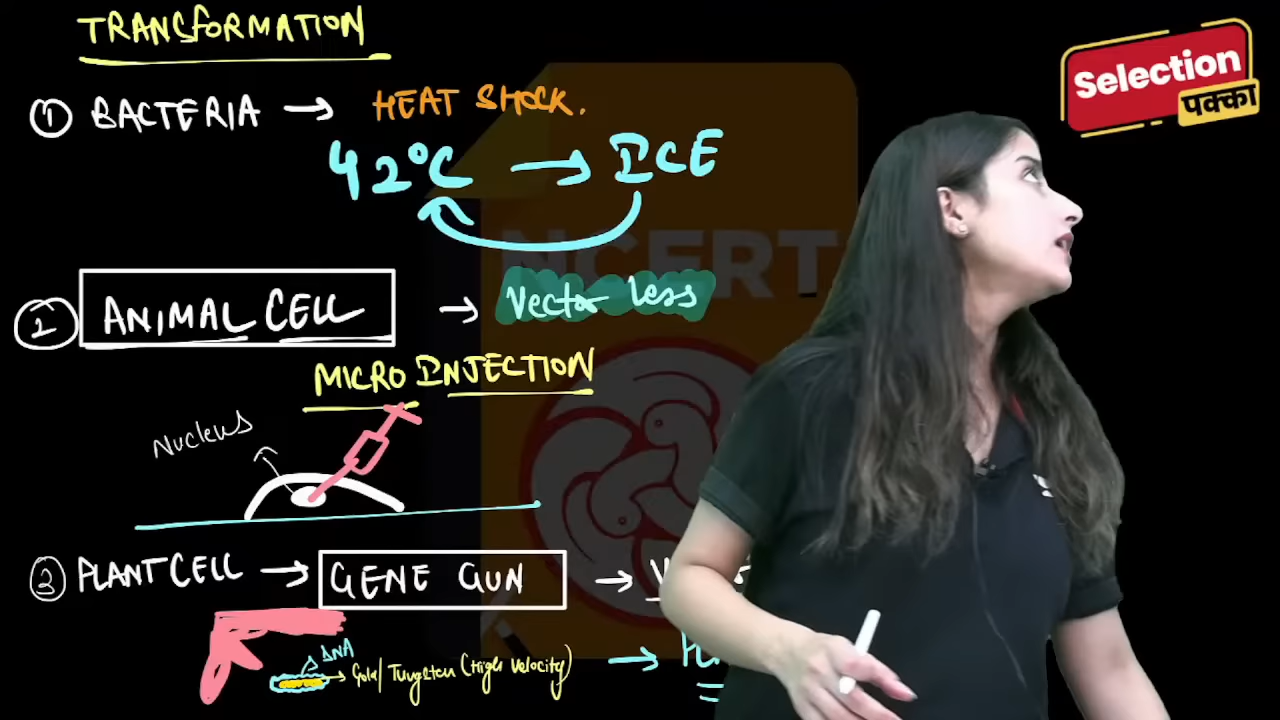 TRANSFORMATION
Selection
पक्का
① BACTERIA → HEAT SHOCK.
42°C → ICE
NCERT
② ANIMAL CELL → Vector less
MICRO INJECTION
Nucleus
③ PLANT CELL → GENE GUN →
DNA
→ Gold/Tungsten (High Velocity) →